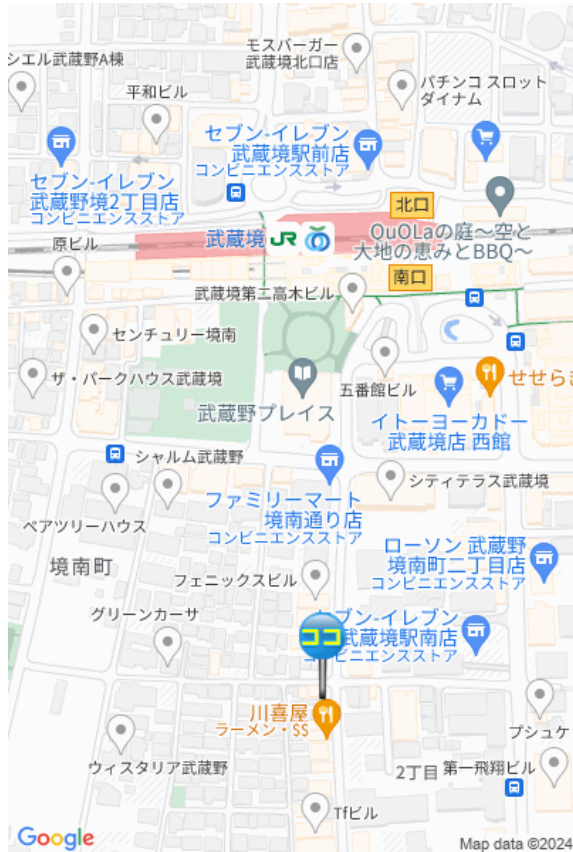 モスバーガー
武蔵境北口店
シエル武蔵野A棟
平和ビル
パチンコ スロット
ダイナム
セブン-イレブン
武蔵境駅前店
コンビニエンスストア
セブン-イレブン
武蔵野境2丁目店
コンビニエンスストア
北口
武蔵境
JR
QuOLaの庭〜空と
大地の恵みとBBQ〜
原ビル
南口
武蔵境第二高木ビル
センチュリー境南
ザ・パークハウス武蔵境
五番館ビル
せせらぎ
武蔵野プレイス
イトーヨーカドー
武蔵境店 西館
シャルム武蔵野
シティテラス武蔵境
ファミリーマート
境南通り店
コンビニエンスストア
ベアツリーハウス
ローソン 武蔵野
境南町二丁目店
コンビニエンスストア
境南町
フェニックスビル
グリーンカーサ
セブン-イレブン
武蔵境駅南店
コンビニエンスストア
ココ
川喜屋
ラーメン・$$
プシュケ
ウィスタリア武蔵野
2丁目
第一飛翔ビル
Tfビル
Google
Map data ©2024